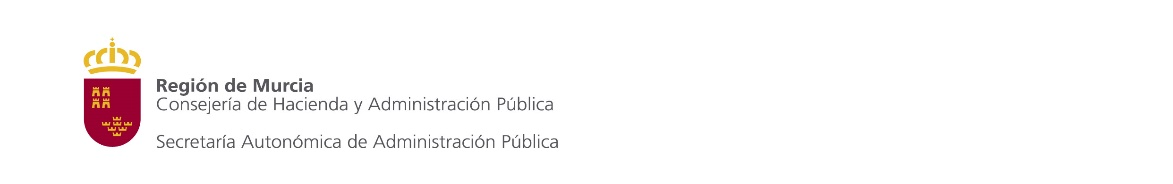 Región de Murcia
Consejería de Hacienda y Administración Pública
Secretaría Autonómica de Administración Pública